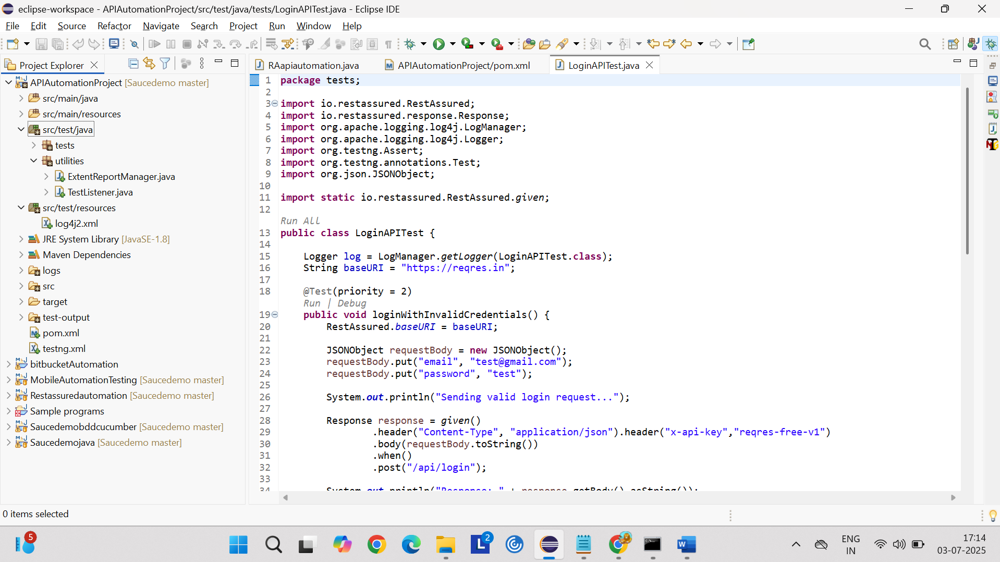 eclipse-workspace - APIAutomationProject/src/test/java/tests/LoginAPITest.java - Eclipse IDE
File Edit Source Refactor Navigate Search Project Run Window Help
Project Explorer
APIAutomationProject [Saucedemo master]
src/main/java
src/main/resources
src/test/java
tests
utilities
ExtentReportManager.java
TestListener.java
src/test/resources
log4j2.xml
JRE System Library [JavaSE-1.8]
Maven Dependencies
logs
src
target
test-output
pom.xml
testng.xml
bitbucketAutomation
MobileAutomationTesting [Saucedemo master]
Restassuredautomation [Saucedemo master]
Sample programs
Saucedemobddcucumber [Saucedemo master]
Saucedemojava [Saucedemo master]
RAapiautomation.java APIAutomationProject/pom.xml LoginAPITest.java
1 package tests;
2
3 import io.restassured.RestAssured;
4 import io.restassured.response.Response;
5 import org.apache.logging.log4j.LogManager;
6 import org.apache.logging.log4j.Logger;
7 import org.testng.Assert;
8 import org.testng.annotations.Test;
9 import org.json.JSONObject;
10
11 import static io.restassured.RestAssured.given;
12
Run All
13 public class LoginAPITest {
14
15 Logger log = LogManager.getLogger(LoginAPITest.class);
16 String baseURI = "https://reqres.in";
17
18 @Test(priority = 2)
Run | Debug
19 public void loginWithInvalidCredentials() {
20 RestAssured.baseURI = baseURI;
21
22 JSONObject requestBody = new JSONObject();
23 requestBody.put("email", "test@gmail.com");
24 requestBody.put("password", "test");
25
26 System.out.println("Sending valid login request...");
27
28 Response response = given()
29 .header("Content-Type", "application/json").header("x-api-key","reqres-free-v1")
30 .body(requestBody.toString())
31 .when()
32 .post("/api/login");
33
34 System.out.println("Response: " + response.getBody().asString());
0 items selected
5
2
ENG
IN
17:14
03-07-2025